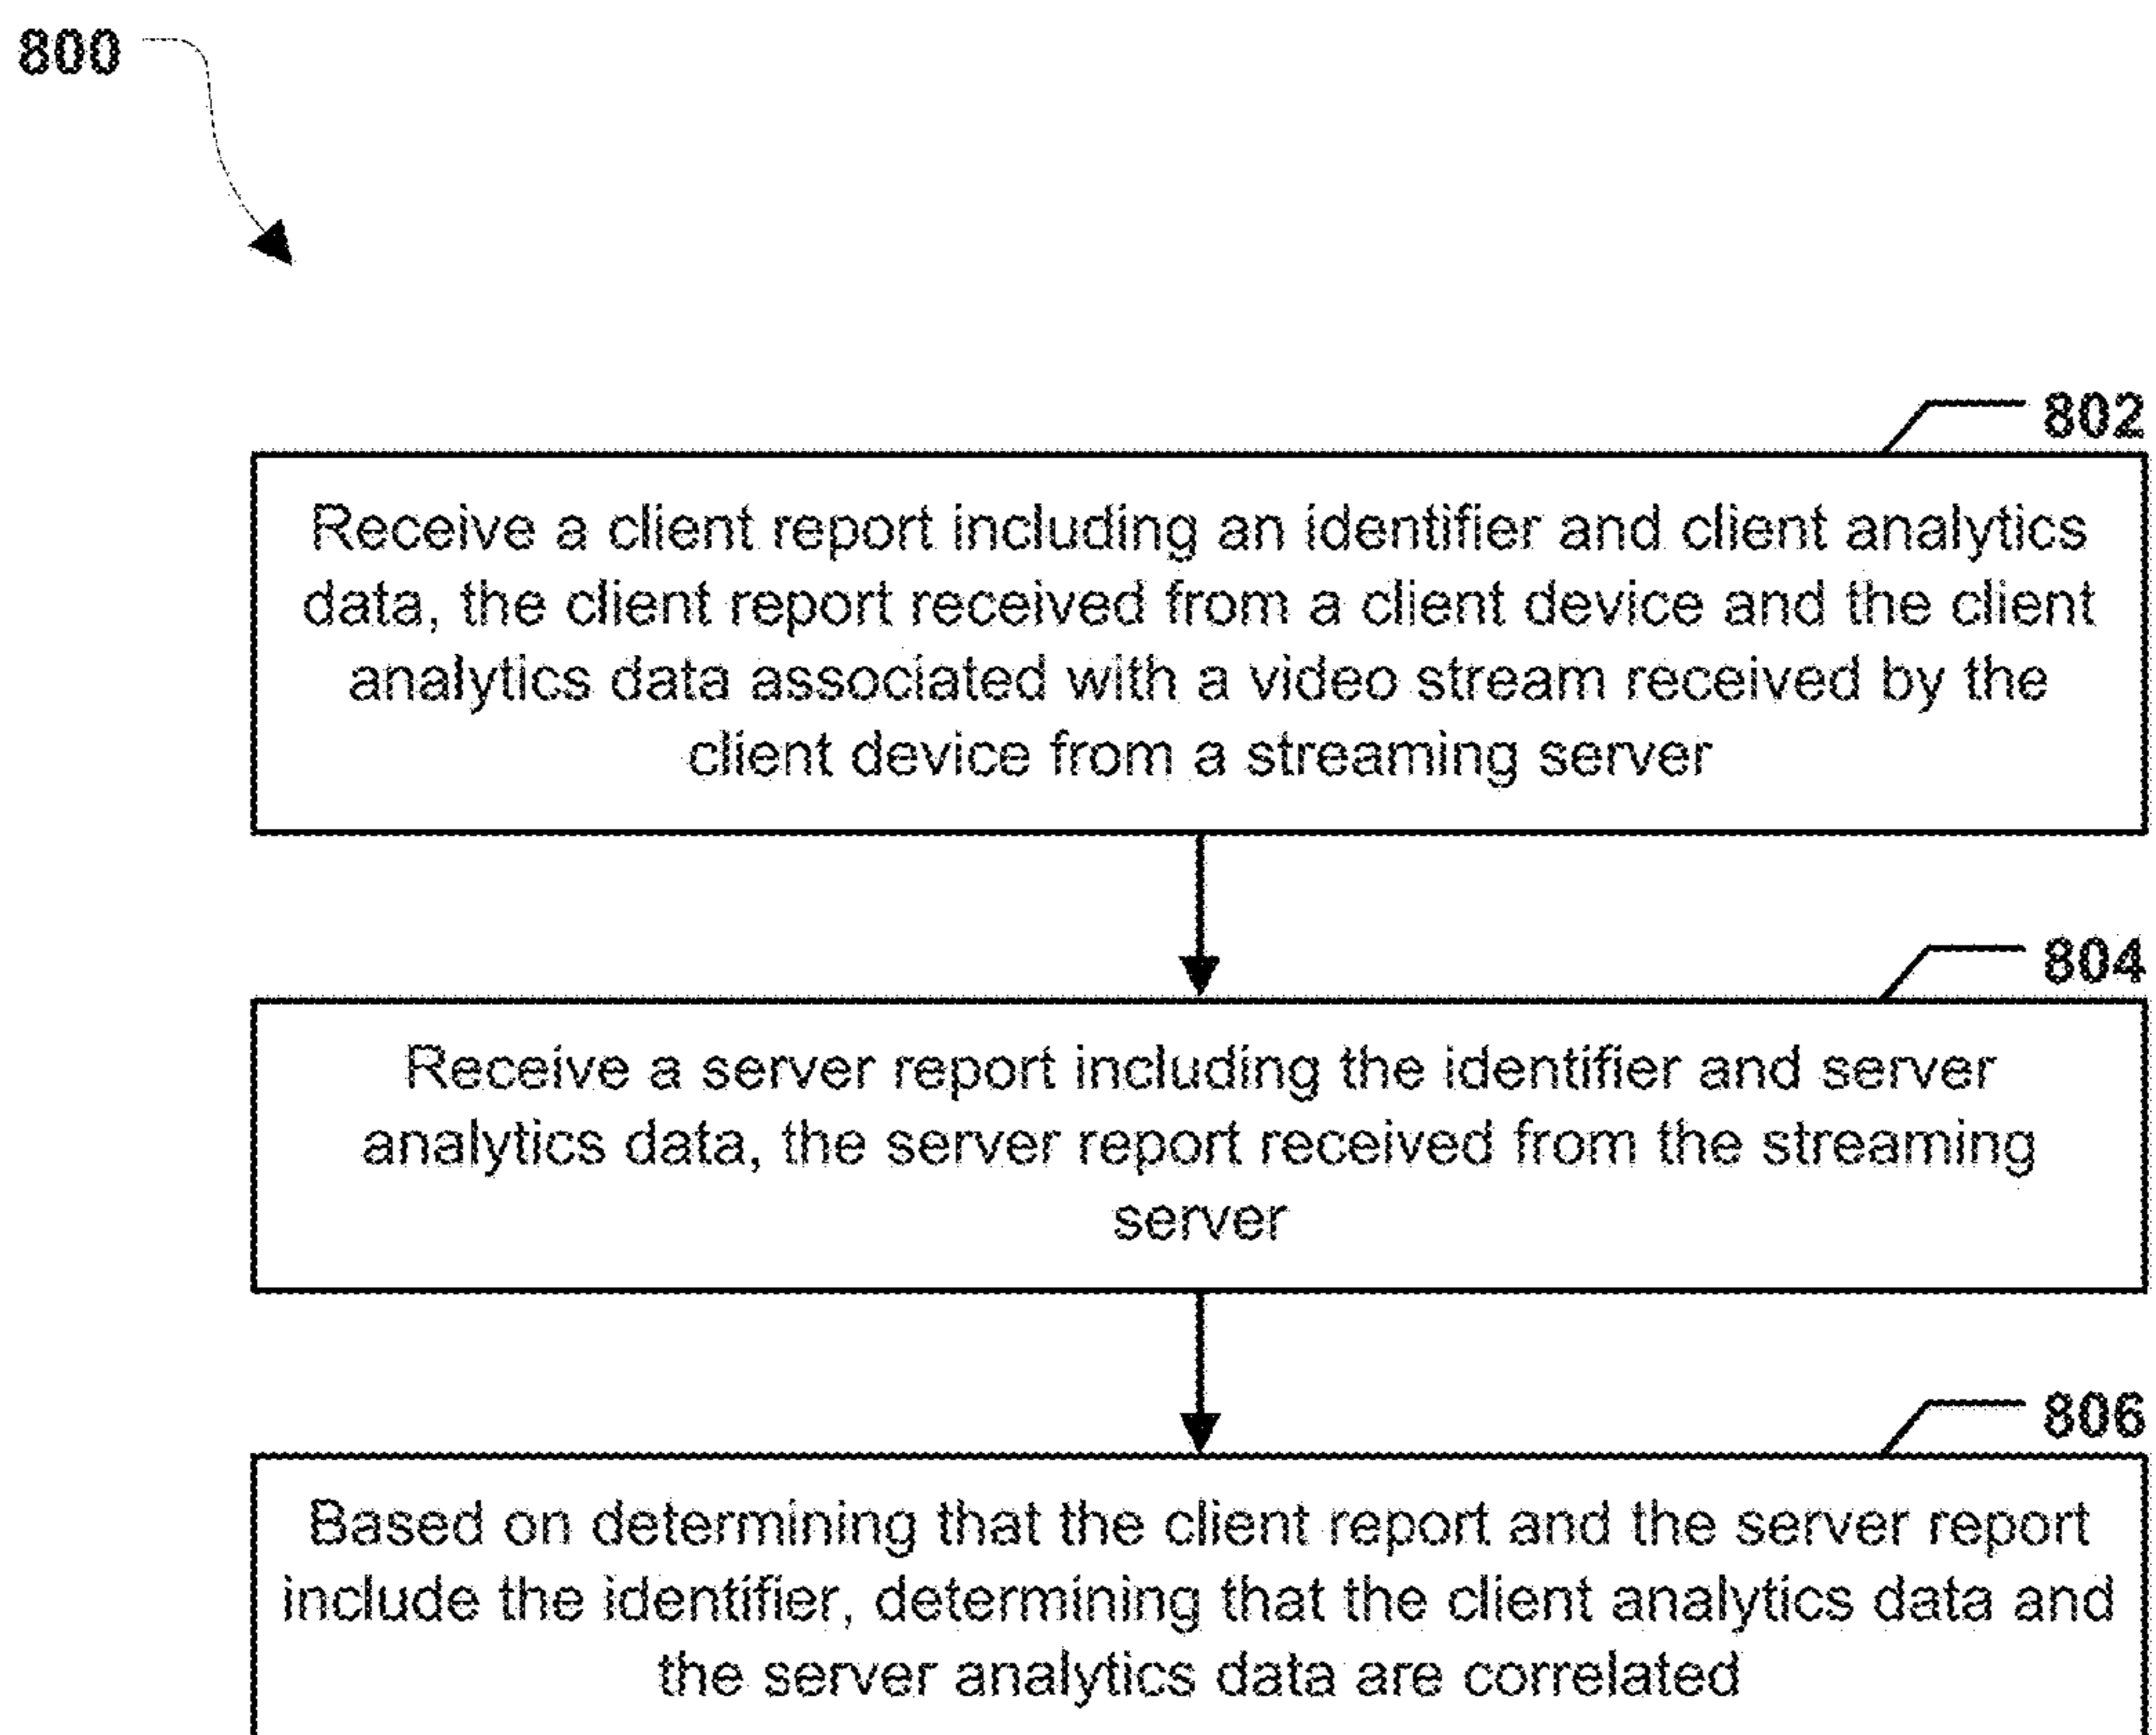 800
802
Receive a client report including an identifier and client analytics
data, the client report received from a client device and the client
analytics data associated with a video stream received by the
client device from a streaming server
804
Receive a server report including the identifier and server
analytics data, the server report received from the streaming
server
806
Based on determining that the client report and the server report
include the identifier, determining that the client analytics data and
the server analytics data are correlated